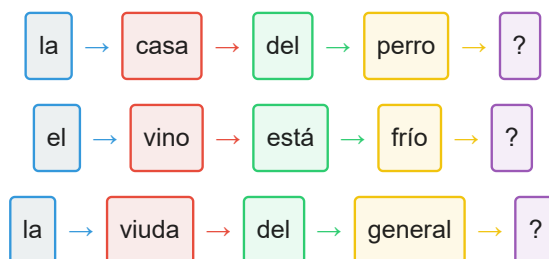 la → casa → del → perro → ?
el → vino → está → frío → ?
la → viuda → del → general → ?